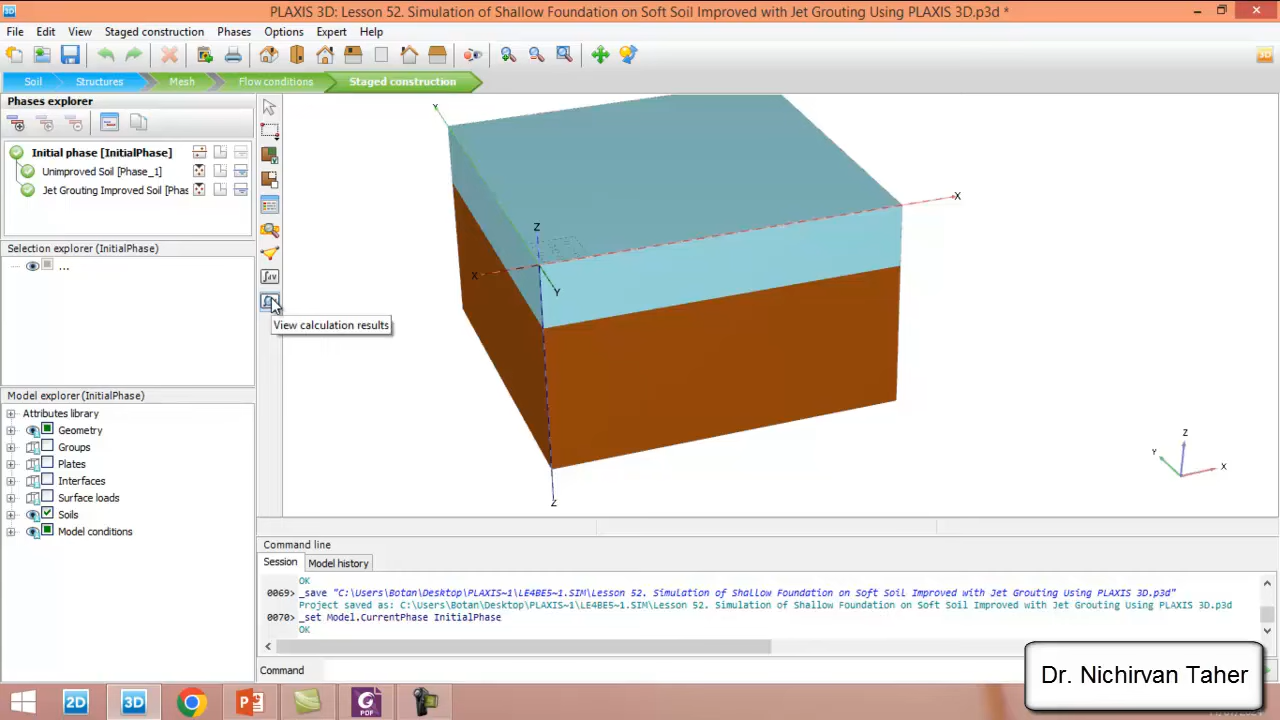 PLAXIS 3D: Lesson 52. Simulation of Shallow Foundation on Soft Soil Improved with Jet Grouting Using PLAXIS 3D.p3d *
File Edit View Staged construction Phases Options Expert Help
Soil Structures Mesh Flow conditions Staged construction
Phases explorer
Initial phase [InitialPhase]
Unimproved Soil [Phase_1]
Jet Grouting Improved Soil [Phas
Selection explorer (InitialPhase)
...
View calculation results
Model explorer (InitialPhase)
Attributes library
Geometry
Groups
Plates
Interfaces
Surface loads
Soils
Model conditions
Y
X
Z
X
Y
Z
Z
Y
X
Command line
Session Model history
OK
0069> _save "C:\Users\Botan\Desktop\PLAXIS~1\LE4BE5~1.SIM\Lesson 52. Simulation of Shallow Foundation on Soft Soil Improved with Jet Grouting Using PLAXIS 3D.p3d"
Project saved as: C:\Users\Botan\Desktop\PLAXIS~1\LE4BE5~1.SIM\Lesson 52. Simulation of Shallow Foundation on Soft Soil Improved with Jet Grouting Using PLAXIS 3D.p3d
0070> _set Model.CurrentPhase InitialPhase
OK
Command
Dr. Nichirvan Taher
2D 3D PDF